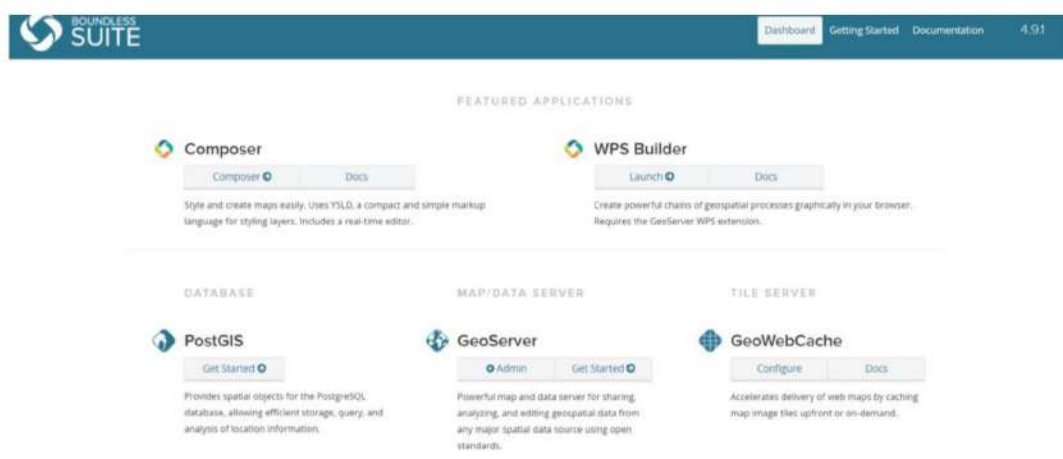 BOUNDLESS
SUITE
Dashboard Getting Started Documentation 4.9.1
FEATURED APPLICATIONS
Composer
Composer Docs
Style and create maps easily. Uses YSLD, a compact and simple markup
language for styling layers. Includes a real-time editor.
WPS Builder
Launch Docs
Create powerful chains of geospatial processes graphically in your browser.
Requires the GeoServer WPS extension.
DATABASE
PostGIS
Get Started
Provides spatial objects for the PostgreSQL
database, allowing efficient storage, query, and
analysis of location information.
MAP/DATA SERVER
GeoServer
Admin Get Started
Powerful map and data server for sharing,
analyzing, and editing geospatial data from
any major spatial data source using open
standards.
TILE SERVER
GeoWebCache
Configure Docs
Accelerates delivery of web maps by caching
map image tiles upfront or on-demand.